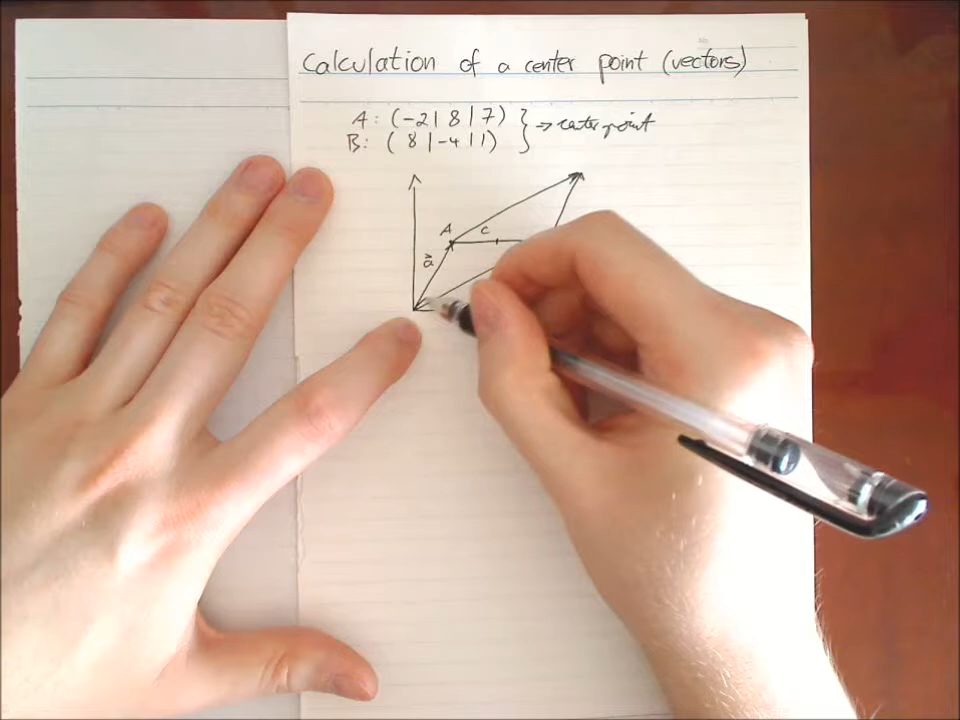 Calculation of a center point (vectors)
A: (-2 | 8 | 7) } → center point
B: ( 8 | -4 | 1) }
A c
a⃗